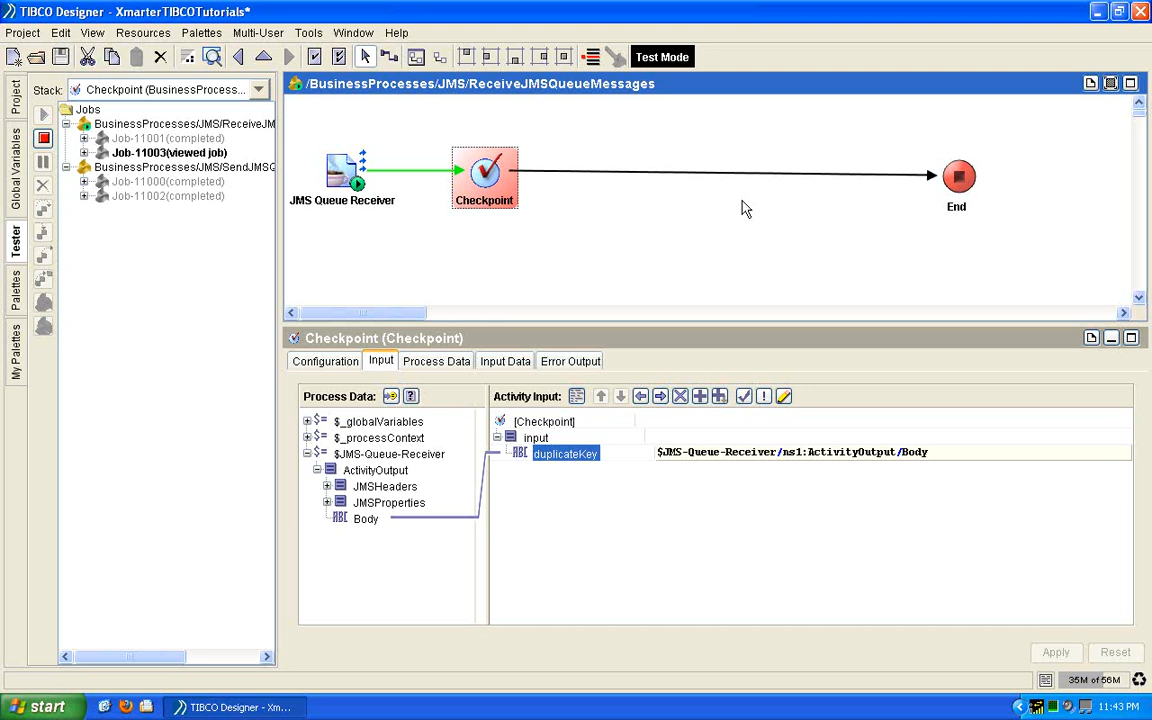 TIBCO Designer - XmarterTIBCOTutorials*
Project Edit View Resources Palettes Multi-User Tools Window Help
Test Mode
Project
Global Variables
Tester
Palettes
My Palettes
Stack: Checkpoint (BusinessProcess...
Jobs
BusinessProcesses/JMS/ReceiveJM
Job-11001(completed)
Job-11003(viewed job)
BusinessProcesses/JMS/SendJMSQ
Job-11000(completed)
Job-11002(completed)
/BusinessProcesses/JMS/ReceiveJMSQueueMessages
JMS Queue Receiver
Checkpoint
End
Checkpoint (Checkpoint)
Configuration Input Process Data Input Data Error Output
Process Data:
$= $_globalVariables
$= $_processContext
$= $JMS-Queue-Receiver
ActivityOutput
JMSHeaders
JMSProperties
ABC Body
Activity Input:
[Checkpoint]
input
ABC duplicateKey $JMS-Queue-Receiver/ns1:ActivityOutput/Body
Apply Reset
35M of 56M
start TIBCO Designer - Xm... 11:43 PM